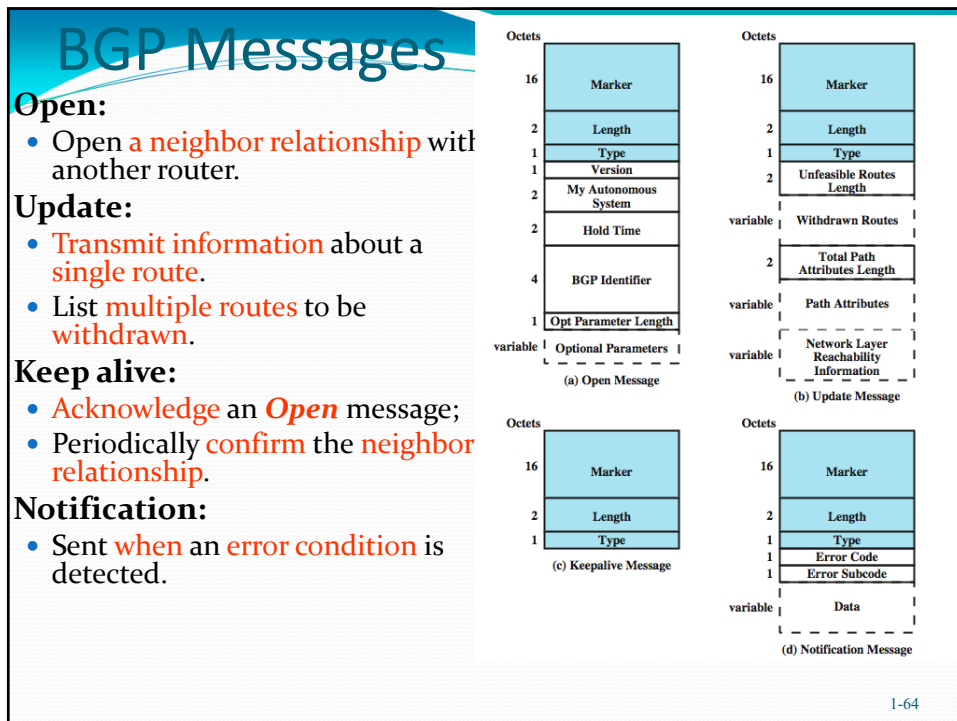 BGP Messages
Open:
• Open a neighbor relationship with
another router.
Update:
• Transmit information about a
single route.
• List multiple routes to be
withdrawn.
Keep alive:
• Acknowledge an Open message;
• Periodically confirm the neighbor
relationship.
Notification:
• Sent when an error condition is
detected.
Octets
16 Marker
2 Length
1 Type
1 Version
2 My Autonomous
System
2 Hold Time
4 BGP Identifier
1 Opt Parameter Length
variable Optional Parameters
(a) Open Message
Octets
16 Marker
2 Length
1 Type
2 Unfeasible Routes
Length
variable Withdrawn Routes
2 Total Path
Attributes Length
variable Path Attributes
variable Network Layer
Reachability
Information
(b) Update Message
Octets
16 Marker
2 Length
1 Type
(c) Keepalive Message
Octets
16 Marker
2 Length
1 Type
1 Error Code
1 Error Subcode
variable Data
(d) Notification Message
1-64